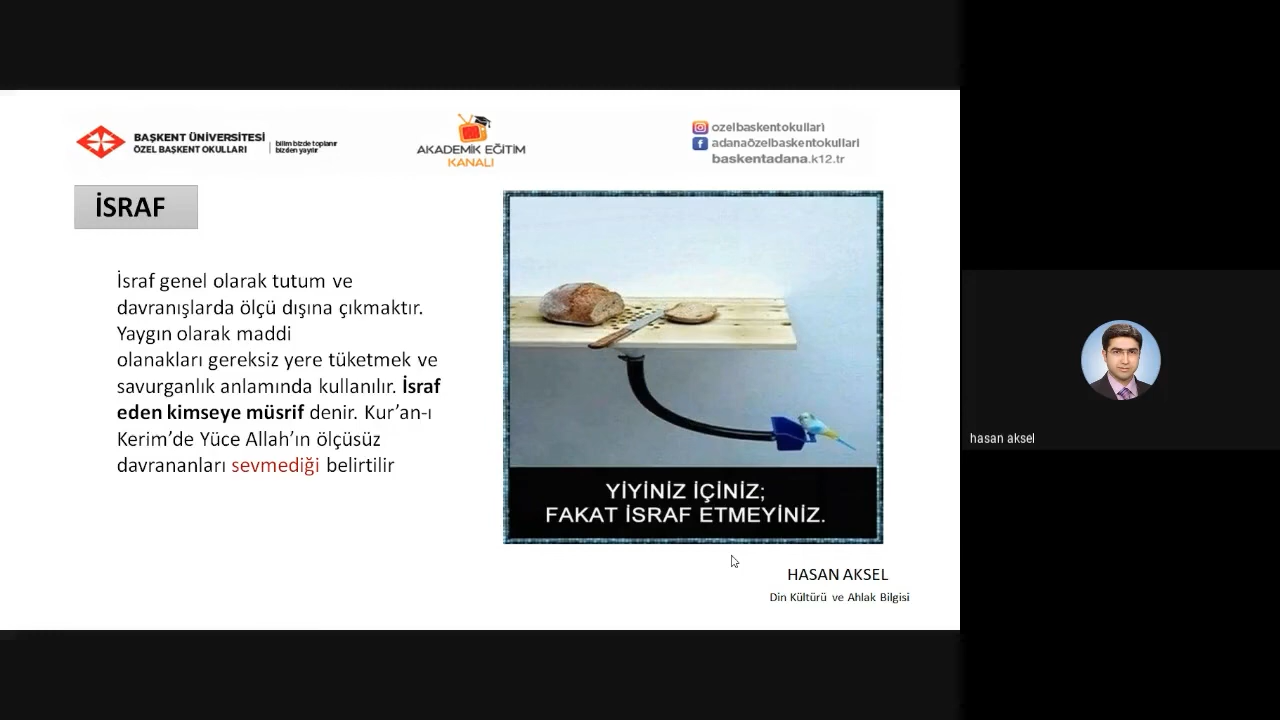 BAŞKENT ÜNİVERSİTESİ
ÖZEL BAŞKENT OKULLARI
bilim bizde toplanır
bizden yayılır
AKADEMİK EĞİTİM
KANALI
ozelbaskentokullari
adanaözelbaskentokullari
baskentadana.k12.tr
İSRAF
İsraf genel olarak tutum ve
davranışlarda ölçü dışına çıkmaktır.
Yaygın olarak maddi
olanakları gereksiz yere tüketmek ve
savurganlık anlamında kullanılır. İsraf
eden kimseye müsrif denir. Kur’an-ı
Kerim’de Yüce Allah’ın ölçüsüz
davrananları sevmediği belirtilir
YİYİNİZ İÇİNİZ;
FAKAT İSRAF ETMEYİNİZ.
HASAN AKSEL
Din Kültürü ve Ahlak Bilgisi
hasan aksel